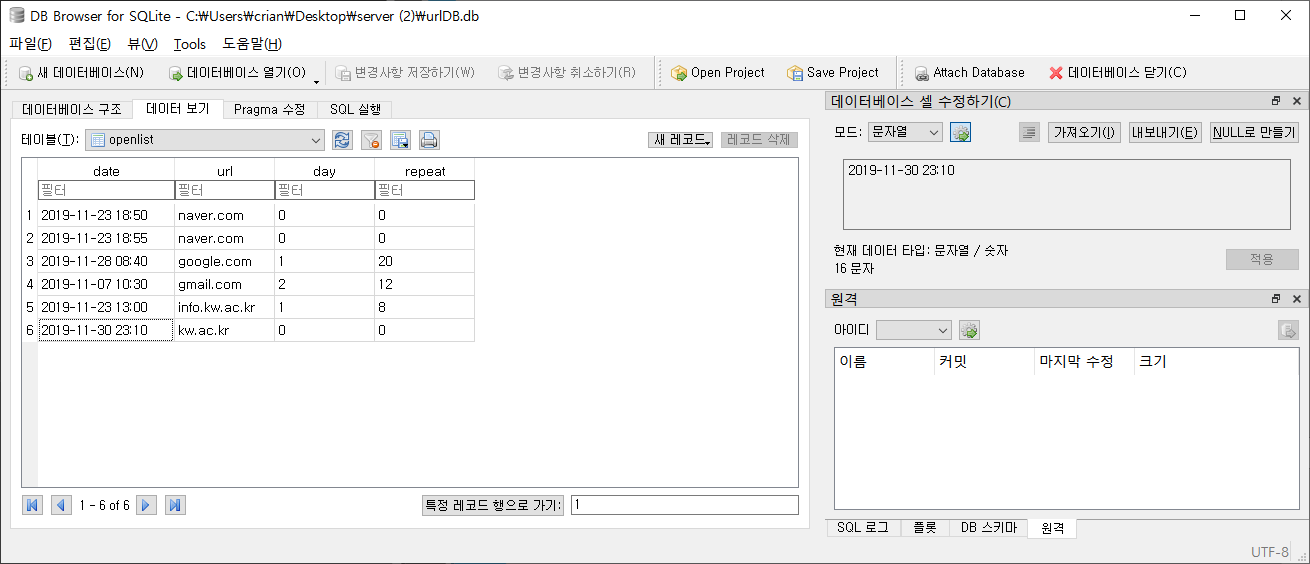 DB Browser for SQLite - C:₩Users₩crian₩Desktop₩server (2)₩urlDB.db
파일(F) 편집(E) 뷰(V) Tools 도움말(H)
새 데이터베이스(N) 데이터베이스 열기(O) 변경사항 저장하기(W) 변경사항 취소하기(R) Open Project Save Project Attach Database 데이터베이스 닫기(C)
데이터베이스 구조 데이터 보기 Pragma 수정 SQL 실행
테이블(T): openlist 새 레코드 레코드 삭제
date url day repeat
필터 필터 필터 필터
1 2019-11-23 18:50 naver.com 0 0
2 2019-11-23 18:55 naver.com 0 0
3 2019-11-28 08:40 google.com 1 20
4 2019-11-07 10:30 gmail.com 2 12
5 2019-11-23 13:00 info.kw.ac.kr 1 8
6 2019-11-30 23:10 kw.ac.kr 0 0
1 - 6 of 6 특정 레코드 행으로 가기: 1
데이터베이스 셀 수정하기(C)
모드: 문자열 가져오기(I) 내보내기(E) NULL로 만들기
2019-11-30 23:10
현재 데이터 타입: 문자열 / 숫자
16 문자
적용
원격
아이디
이름 커밋 마지막 수정 크기
SQL 로그 플롯 DB 스키마 원격
UTF-8